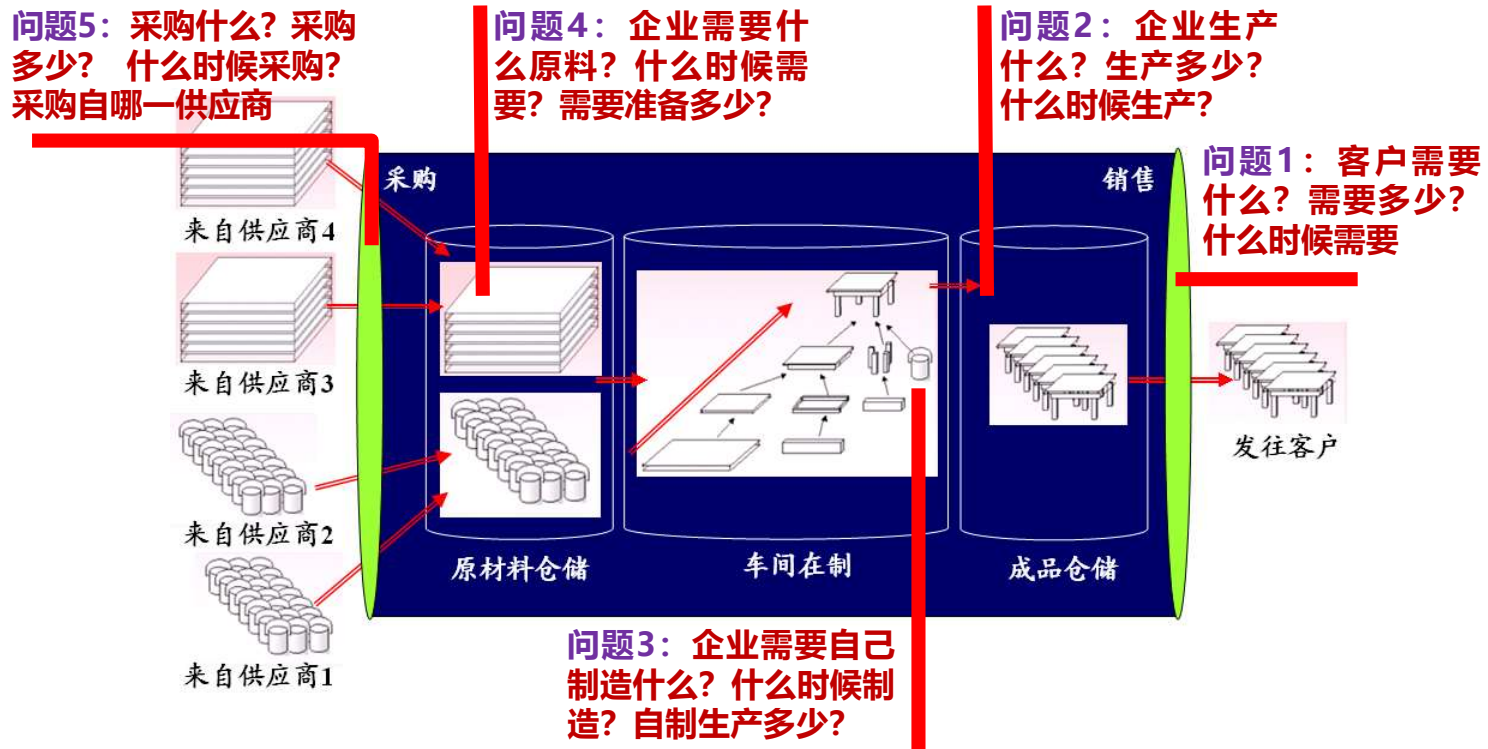 问题5：采购什么？采购
多少？ 什么时候采购？
采购自哪一供应商
问题4：企业需要什
么原料？什么时候需
要？需要准备多少？
问题2：企业生产
什么？生产多少？
什么时候生产？
问题1：客户需要
什么？需要多少？
什么时候需要
采购
销售
来自供应商4
来自供应商3
来自供应商2
来自供应商1
原材料仓储
车间在制
成品仓储
发往客户
问题3：企业需要自己
制造什么？什么时候制
造？自制生产多少？